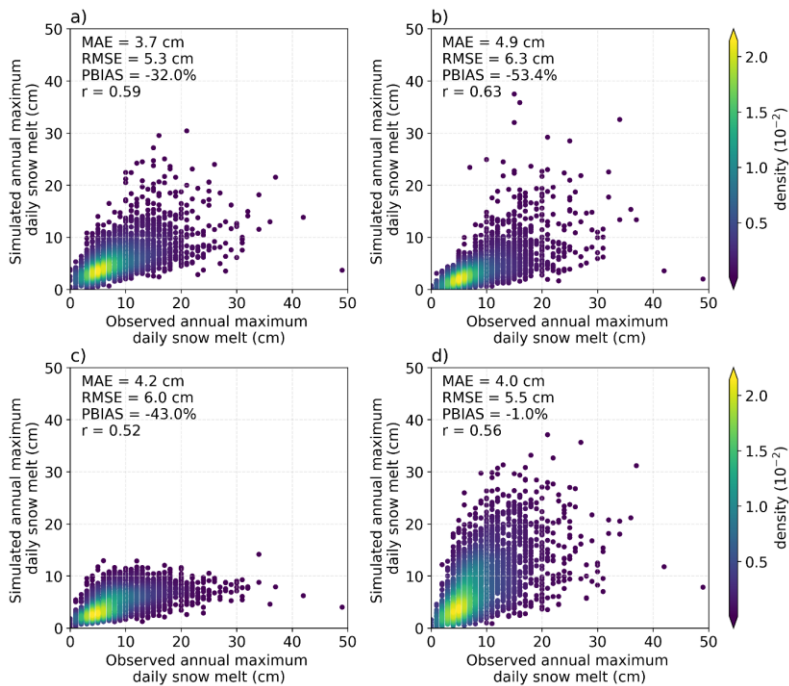 a)
MAE = 3.7 cm
RMSE = 5.3 cm
PBIAS = -32.0%
r = 0.59
50
40
30
20
10
0
Simulated annual maximum
daily snow melt (cm)
0 10 20 30 40 50
Observed annual maximum
daily snow melt (cm)
b)
MAE = 4.9 cm
RMSE = 6.3 cm
PBIAS = -53.4%
r = 0.63
50
40
30
20
10
0
Simulated annual maximum
daily snow melt (cm)
0 10 20 30 40 50
Observed annual maximum
daily snow melt (cm)
2.0
1.5
1.0
0.5
density (10⁻²)
c)
MAE = 4.2 cm
RMSE = 6.0 cm
PBIAS = -43.0%
r = 0.52
50
40
30
20
10
0
Simulated annual maximum
daily snow melt (cm)
0 10 20 30 40 50
Observed annual maximum
daily snow melt (cm)
d)
MAE = 4.0 cm
RMSE = 5.5 cm
PBIAS = -1.0%
r = 0.56
50
40
30
20
10
0
Simulated annual maximum
daily snow melt (cm)
0 10 20 30 40 50
Observed annual maximum
daily snow melt (cm)
2.0
1.5
1.0
0.5
density (10⁻²)